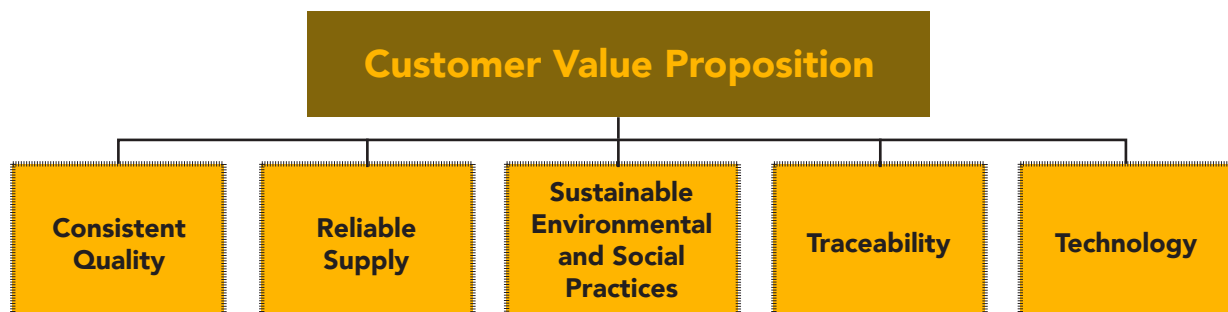 Customer Value Proposition
Consistent
Quality
Reliable
Supply
Sustainable
Environmental
and Social
Practices
Traceability
Technology